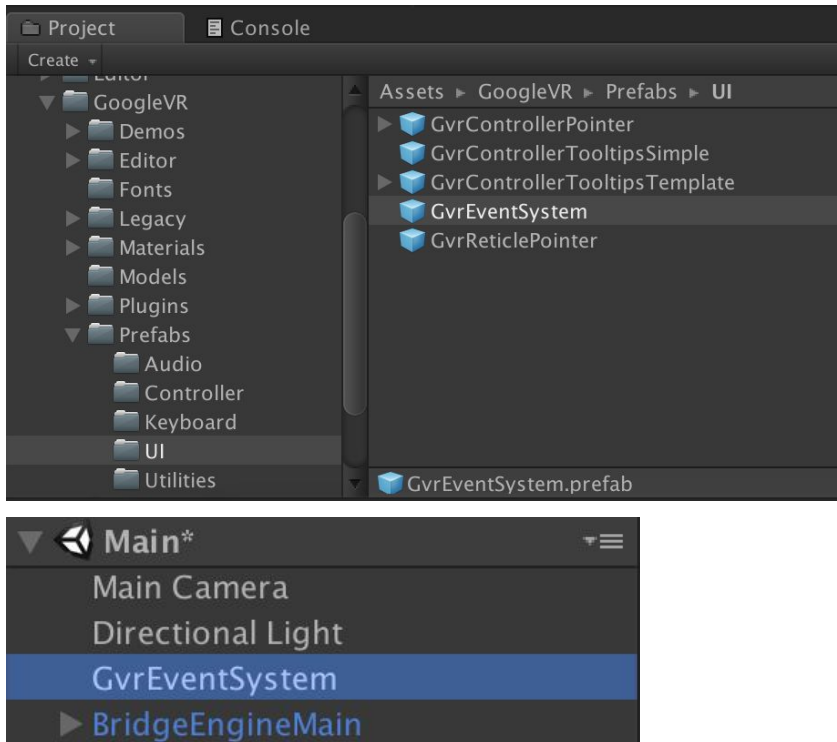 Project
Console
Create
Editor
GoogleVR
Demos
Editor
Fonts
Legacy
Materials
Models
Plugins
Prefabs
Audio
Controller
Keyboard
UI
Utilities
Assets ▸ GoogleVR ▸ Prefabs ▸ UI
GvrControllerPointer
GvrControllerTooltipsSimple
GvrControllerTooltipsTemplate
GvrEventSystem
GvrReticlePointer
GvrEventSystem.prefab
Main*
Main Camera
Directional Light
GvrEventSystem
BridgeEngineMain